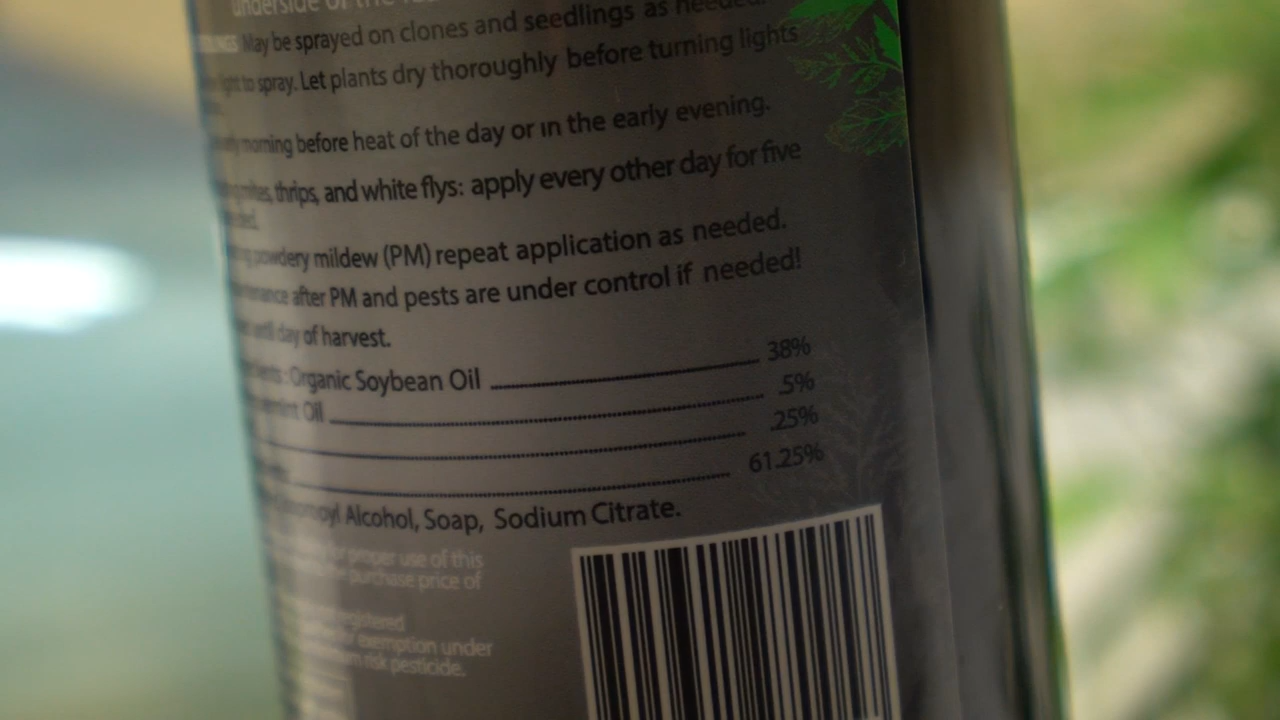 underside of the
May be sprayed on clones and seedlings as needed.
light to spray. Let plants dry thoroughly before turning lights
morning before heat of the day or in the early evening.
thrips, and white flys: apply every other day for five
powdery mildew (PM) repeat application as needed.
after PM and pests are under control if needed!
until day of harvest.
Organic Soybean Oil 38%
Oil .5%
.25%
61.25%
Alcohol, Soap, Sodium Citrate.
for proper use of this
purchase price of
registered
exemption under
risk pesticide.